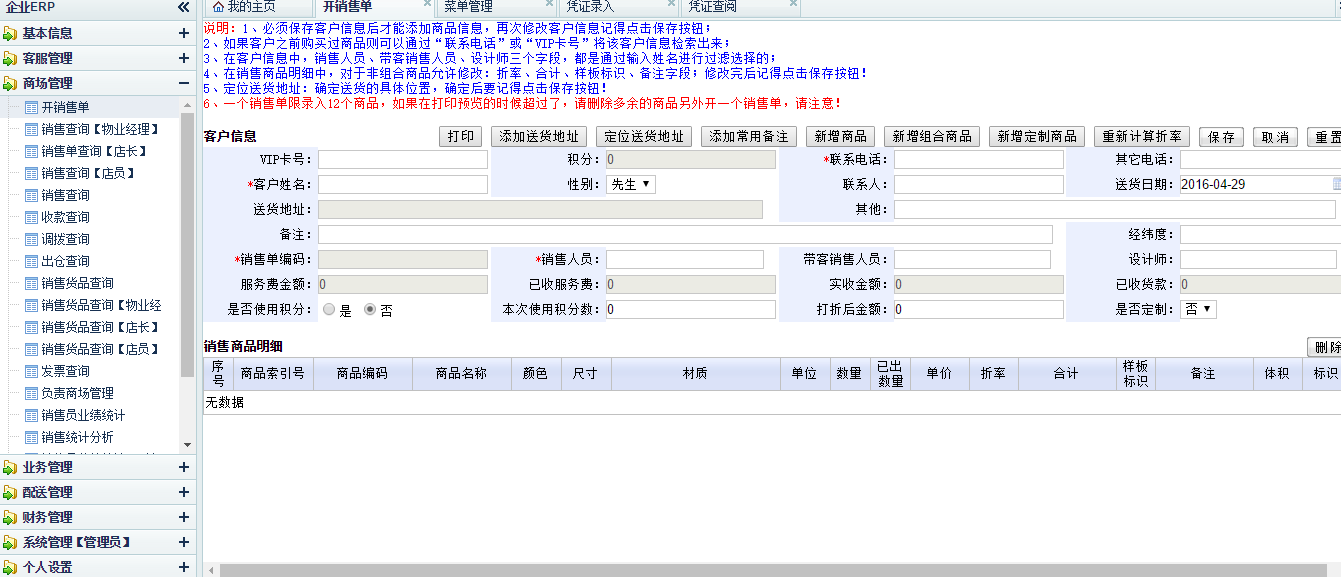 企业ERP «
我的主页 开销售单 菜单管理 凭证录入 凭证查阅
基本信息
客服管理
商场管理
开销售单
销售查询【物业经理】
销售单查询【店长】
销售查询【店员】
销售查询
收款查询
调拨查询
出仓查询
销售货品查询
销售货品查询【物业经
销售货品查询【店长】
销售货品查询【店员】
发票查询
负责商场管理
销售员业绩统计
销售统计分析
业务管理
配送管理
财务管理
系统管理【管理员】
个人设置
说明：1、必须保存客户信息后才能添加商品信息，再次修改客户信息记得点击保存按钮；
2、如果客户之前购买过商品则可以通过“联系电话”或“VIP卡号”将该客户信息检索出来；
3、在客户信息中，销售人员、带客销售人员、设计师三个字段，都是通过输入姓名进行过滤选择的；
4、在销售商品明细中，对于非组合商品允许修改：折率、合计、样板标识、备注字段；修改完后记得点击保存按钮！
5、定位送货地址：确定送货的具体位置，确定后要记得点击保存按钮！
6、一个销售单限录入12个商品，如果在打印预览的时候超过了，请删除多余的商品另外开一个销售单，请注意！
客户信息 打印 添加送货地址 定位送货地址 添加常用备注 新增商品 新增组合商品 新增定制商品 重新计算折率 保存 取消 重置
VIP卡号： 积分：0 *联系电话： 其它电话：
*客户姓名： 性别：先生 联系人： 送货日期：2016-04-29
送货地址： 其他：
备注： 经纬度：
*销售单编码： *销售人员： 带客销售人员： 设计师：
服务费金额：0 已收服务费：0 实收金额：0 已收货款：0
是否使用积分： 是 否 本次使用积分数：0 打折后金额：0 是否定制：否
销售商品明细 删除
序号 商品索引号 商品编码 商品名称 颜色 尺寸 材质 单位 数量 已出数量 单价 折率 合计 样板标识 备注 体积 标识
无数据